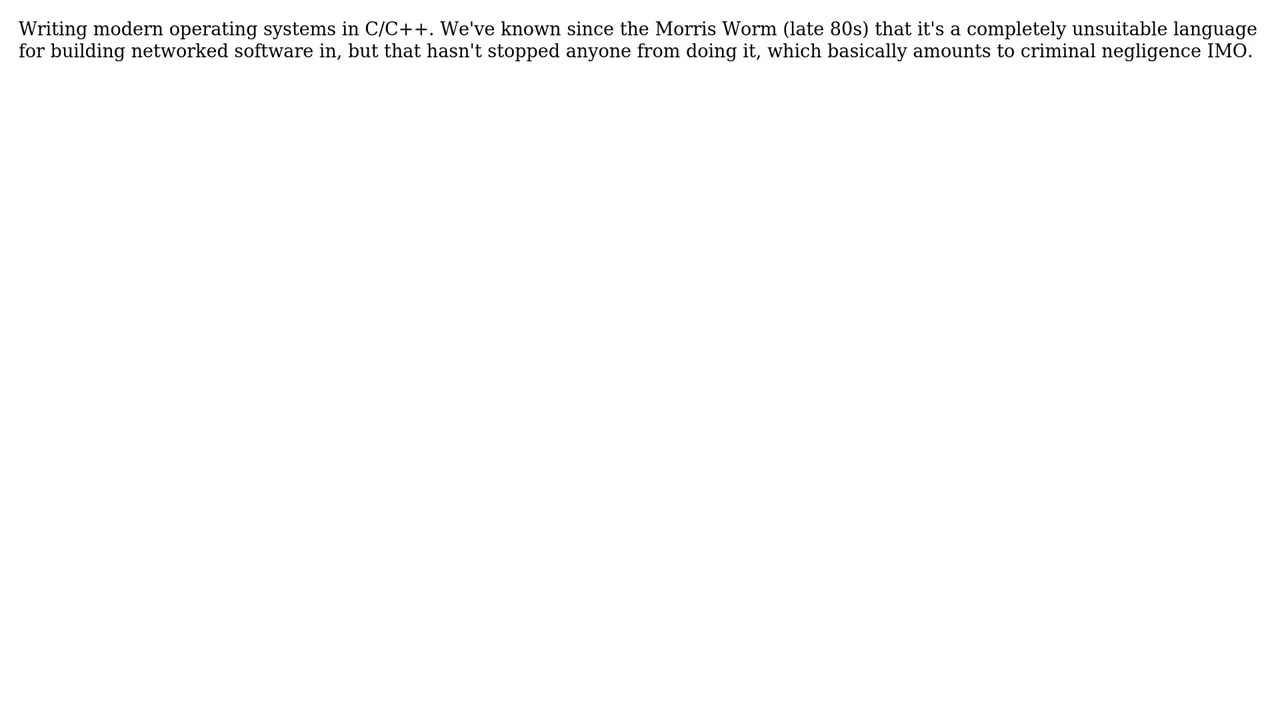 Writing modern operating systems in C/C++. We've known since the Morris Worm (late 80s) that it's a completely unsuitable language
for building networked software in, but that hasn't stopped anyone from doing it, which basically amounts to criminal negligence IMO.